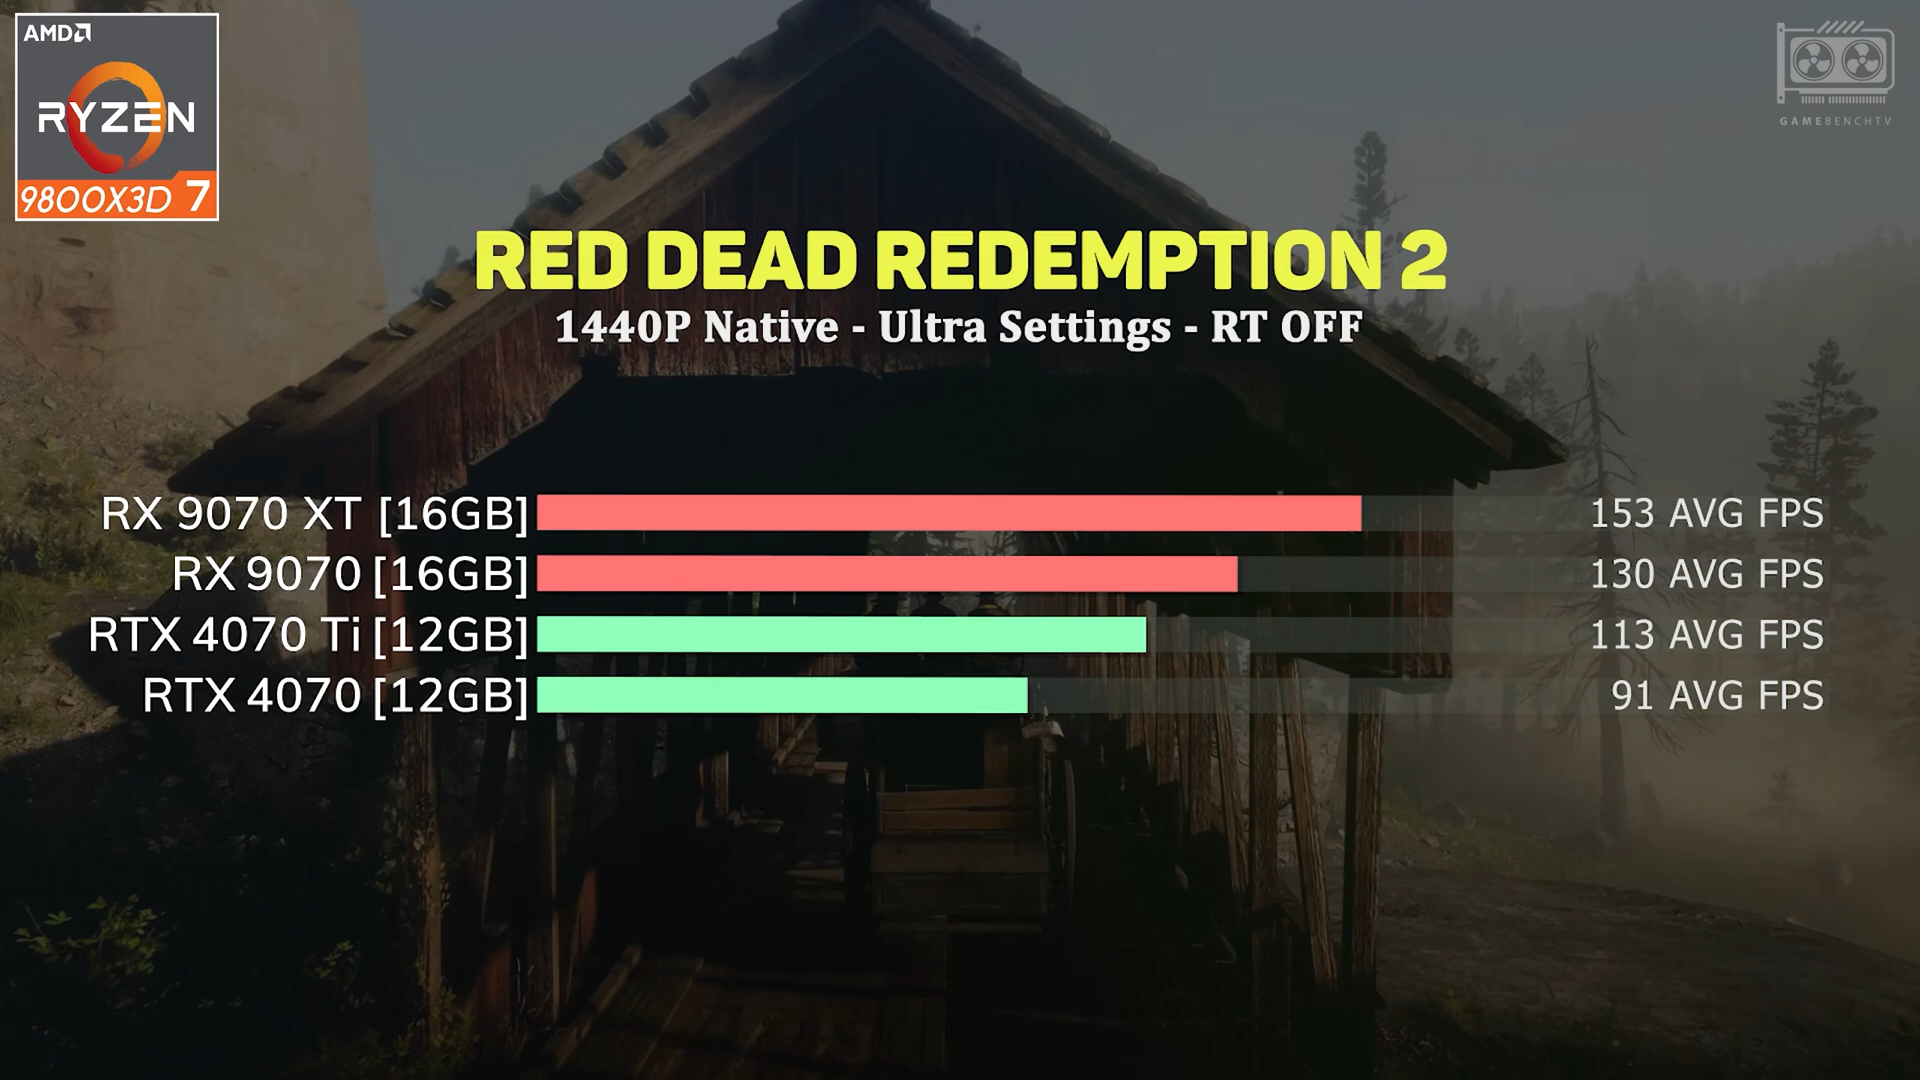 AMD
RYZEN
9800X3D 7
GAMEBENCHTV
RED DEAD REDEMPTION 2
1440P Native - Ultra Settings - RT OFF
RX 9070 XT [16GB] 153 AVG FPS
RX 9070 [16GB] 130 AVG FPS
RTX 4070 Ti [12GB] 113 AVG FPS
RTX 4070 [12GB] 91 AVG FPS